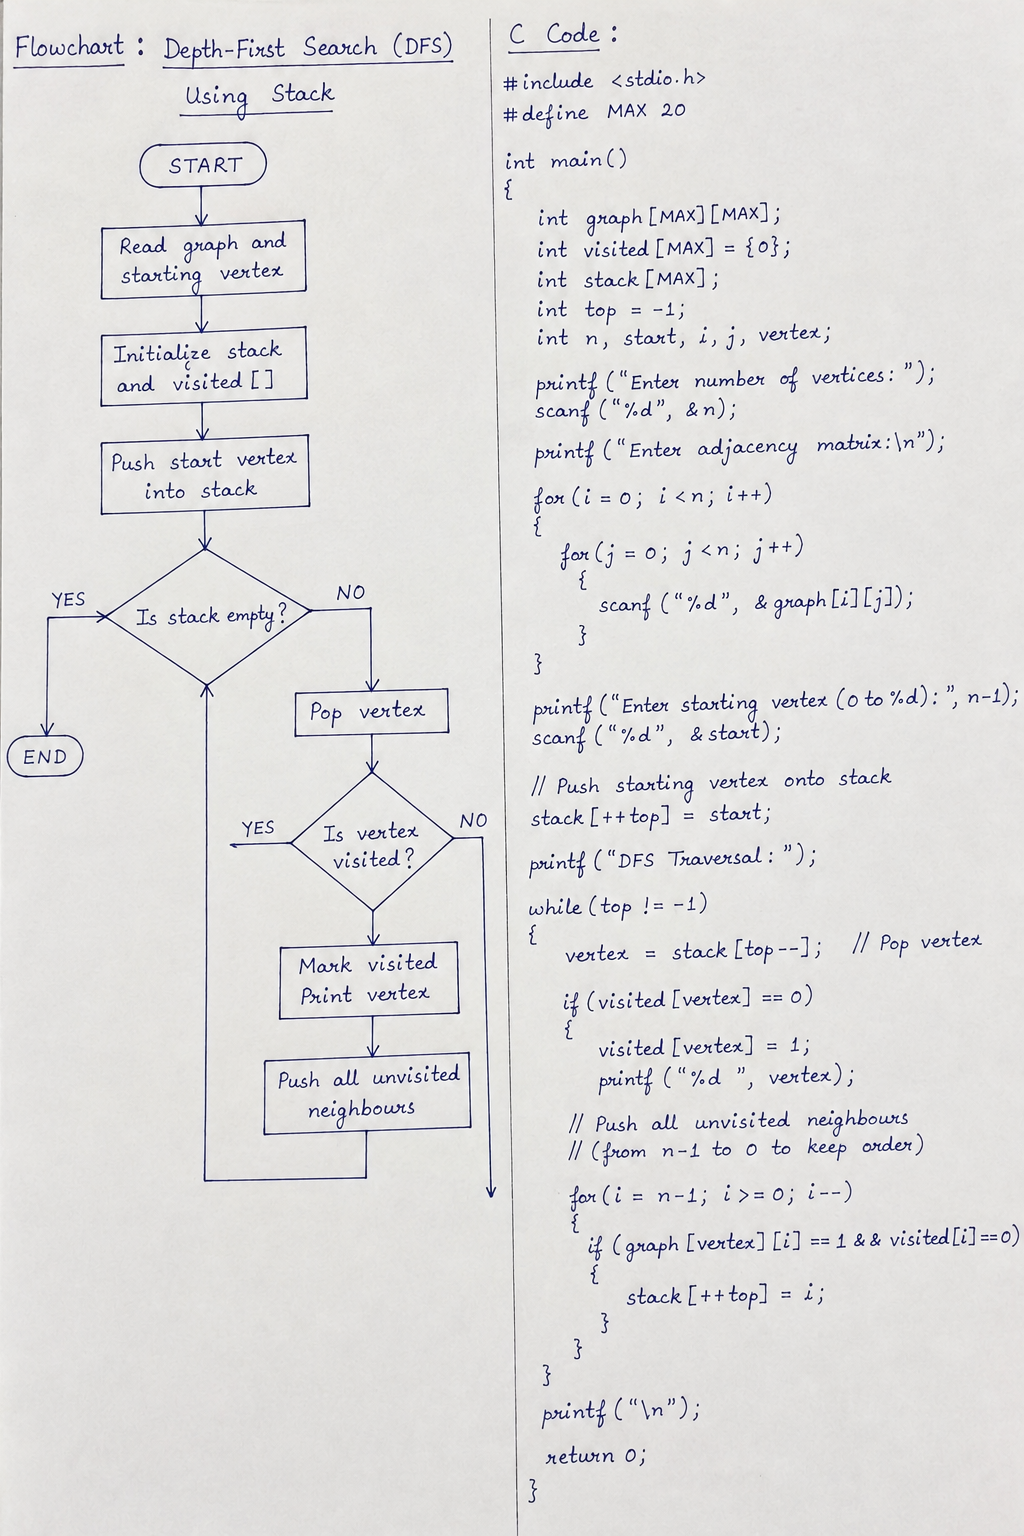 Flowchart : Depth-First Search (DFS)
Using Stack
START
Read graph and
starting vertex
Initialize stack
and visited []
Push start vertex
into stack
Is stack empty?
YES
NO
END
Pop vertex
Is vertex
visited?
YES
NO
Mark visited
Print vertex
Push all unvisited
neighbours
C Code :
#include <stdio.h>
#define MAX 20
int main()
{
int graph[MAX][MAX];
int visited[MAX] = {0};
int stack[MAX];
int top = -1;
int n, start, i, j, vertex;
printf ("Enter number of vertices: ");
scanf ("%d", &n);
printf ("Enter adjacency matrix:\n");
for(i = 0; i<n; i++)
{
for(j = 0; j<n; j++)
{
scanf ("%d", &graph[i][j]);
}
}
printf ("Enter starting vertex (0 to %d): ", n-1);
scanf ("%d", &start);
// Push starting vertex onto stack
stack[++top] = start;
printf ("DFS Traversal: ");
while(top != -1)
{
vertex = stack[top--]; // Pop vertex
if(visited[vertex] == 0)
{
visited[vertex] = 1;
printf ("%d ", vertex);
// Push all unvisited neighbours
// (from n-1 to 0 to keep order)
for(i = n-1; i>=0; i--)
{
if (graph[vertex][i] == 1 && visited[i]==0)
{
stack[++top] = i;
}
}
}
printf ("\n");
return 0;
}